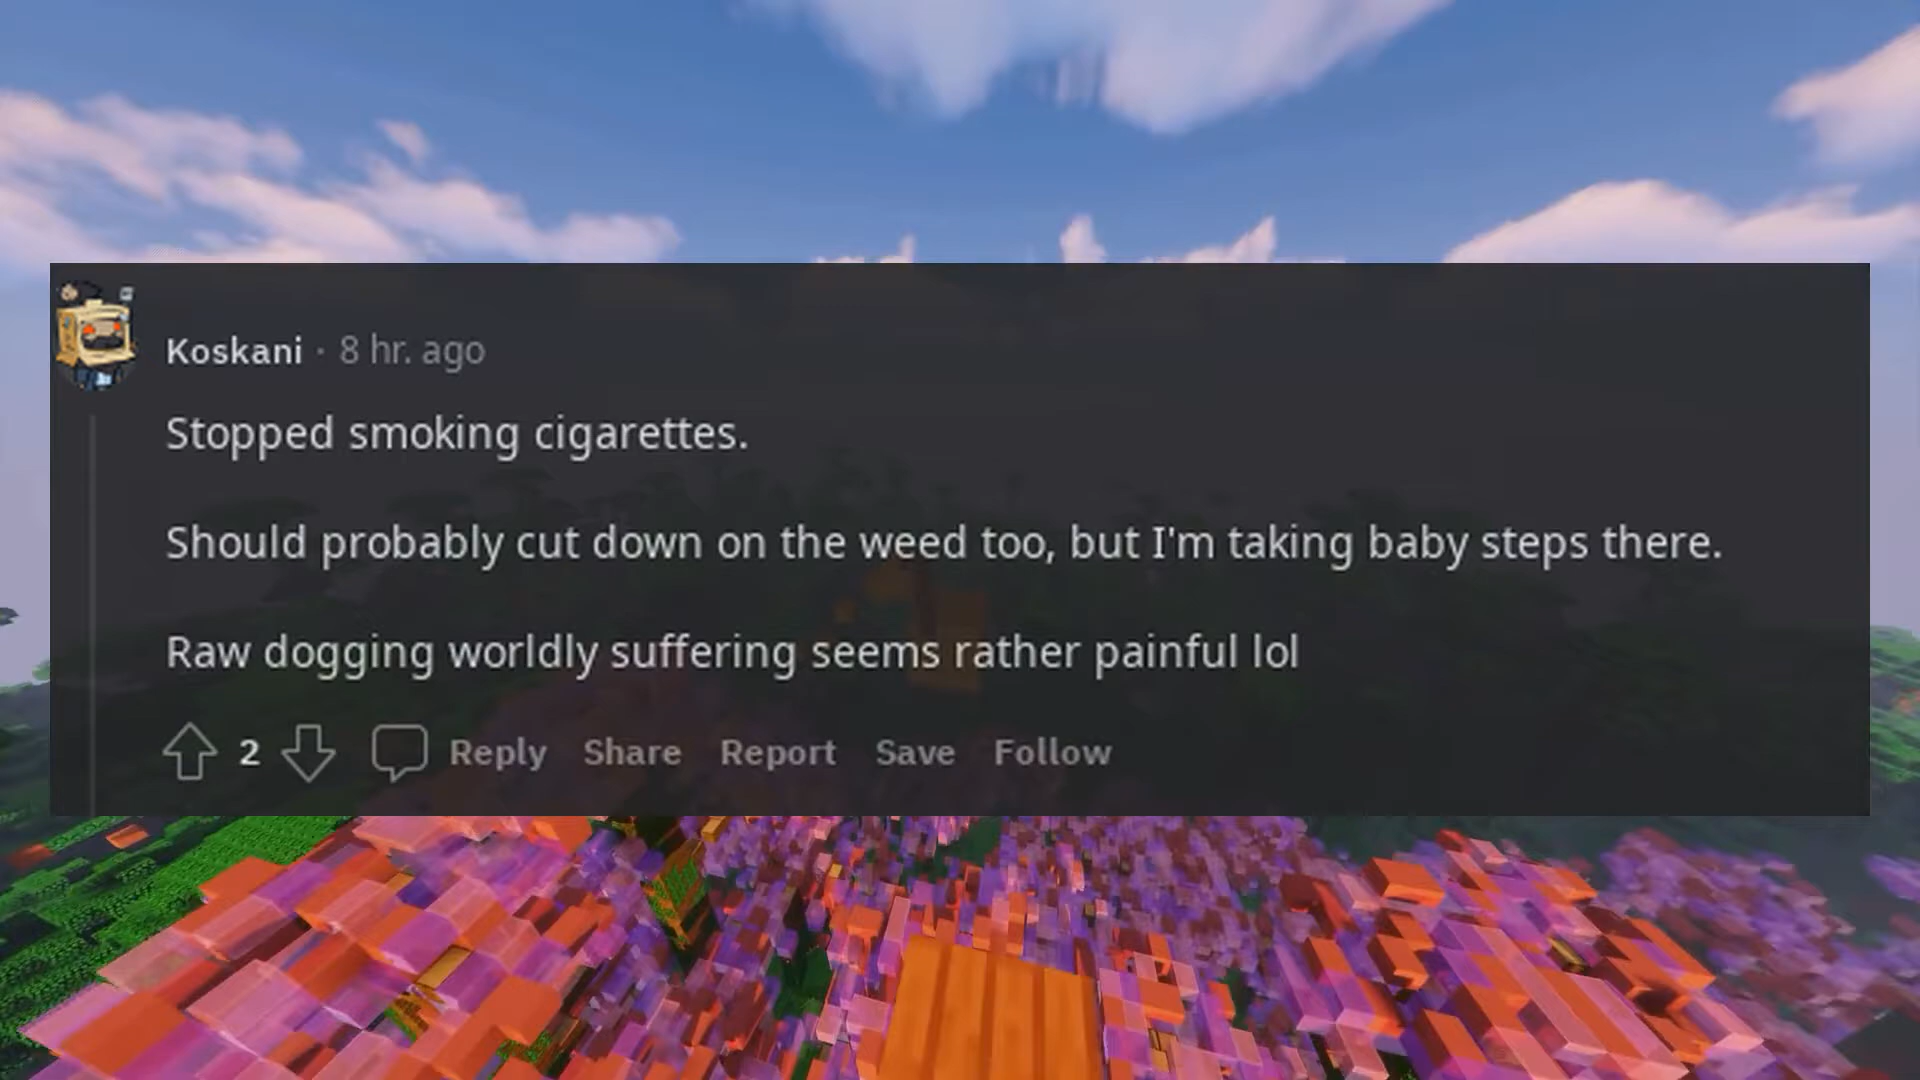 Koskani · 8 hr. ago
Stopped smoking cigarettes.
Should probably cut down on the weed too, but I'm taking baby steps there.
Raw dogging worldly suffering seems rather painful lol
2 Reply Share Report Save Follow